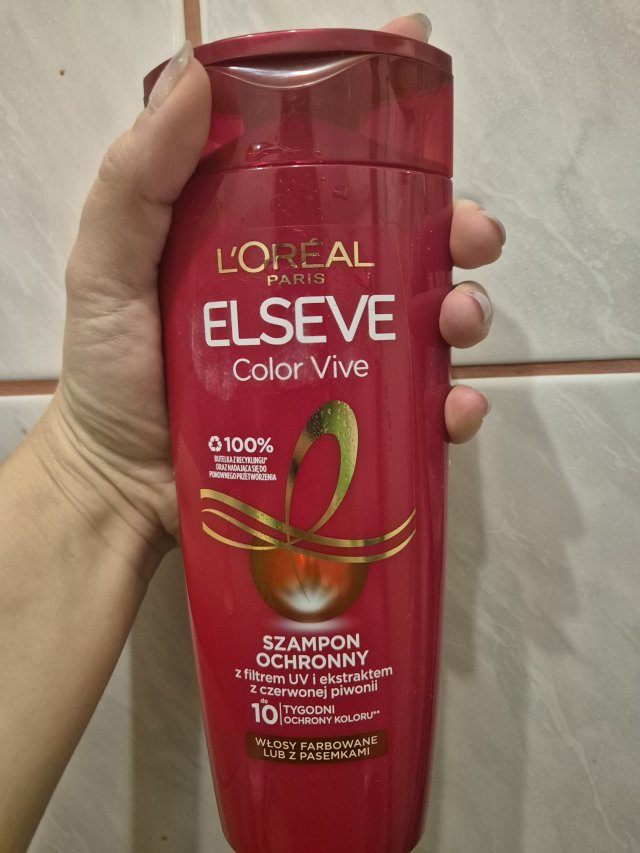 L'ORÉAL
PARIS
ELSEVE
Color Vive
100%
BUTELKA Z RECYKLINGU*
ORAZ NADAJĄCA SIĘ DO
PONOWNEGO PRZETWORZENIA
SZAMPON
OCHRONNY
z filtrem UV i ekstraktem
z czerwonej piwonii
do
10 TYGODNI
OCHRONY KOLORU**
WŁOSY FARBOWANE
LUB Z PASEMKAMI